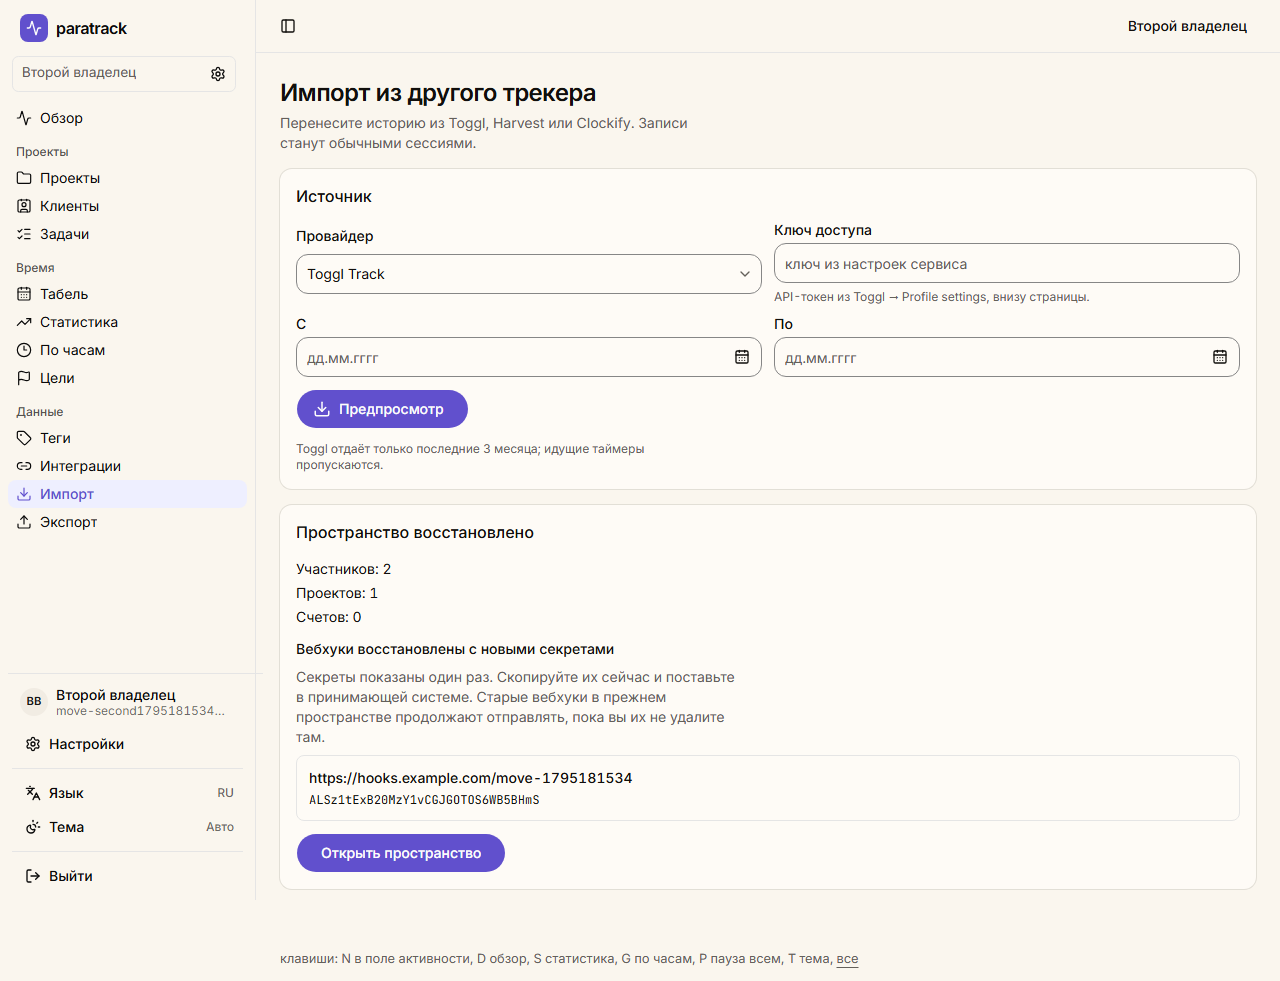 paratrack
Второй владелец
Второй владелец
Обзор
Проекты
Проекты
Клиенты
Задачи
Время
Табель
Статистика
По часам
Цели
Данные
Теги
Интеграции
Импорт
Экспорт
ВВ
Второй владелец
move-second1795181534...
Настройки
Язык
RU
Тема
Авто
Выйти
Импорт из другого трекера
Перенесите историю из Toggl, Harvest или Clockify. Записи
станут обычными сессиями.
Источник
Провайдер
Toggl Track
Ключ доступа
ключ из настроек сервиса
API-токен из Toggl → Profile settings, внизу страницы.
С
дд.мм.гггг
По
дд.мм.гггг
Предпросмотр
Toggl отдаёт только последние 3 месяца; идущие таймеры
пропускаются.
Пространство восстановлено
Участников: 2
Проектов: 1
Счетов: 0
Вебхуки восстановлены с новыми секретами
Секреты показаны один раз. Скопируйте их сейчас и поставьте
в принимающей системе. Старые вебхуки в прежнем
пространстве продолжают отправлять, пока вы их не удалите
там.
https://hooks.example.com/move-1795181534
ALSz1tExB20MzY1vCGJGOTOS6WB5BHmS
Открыть пространство
клавиши: N в поле активности, D обзор, S статистика, G по часам, P пауза всем, T тема, все